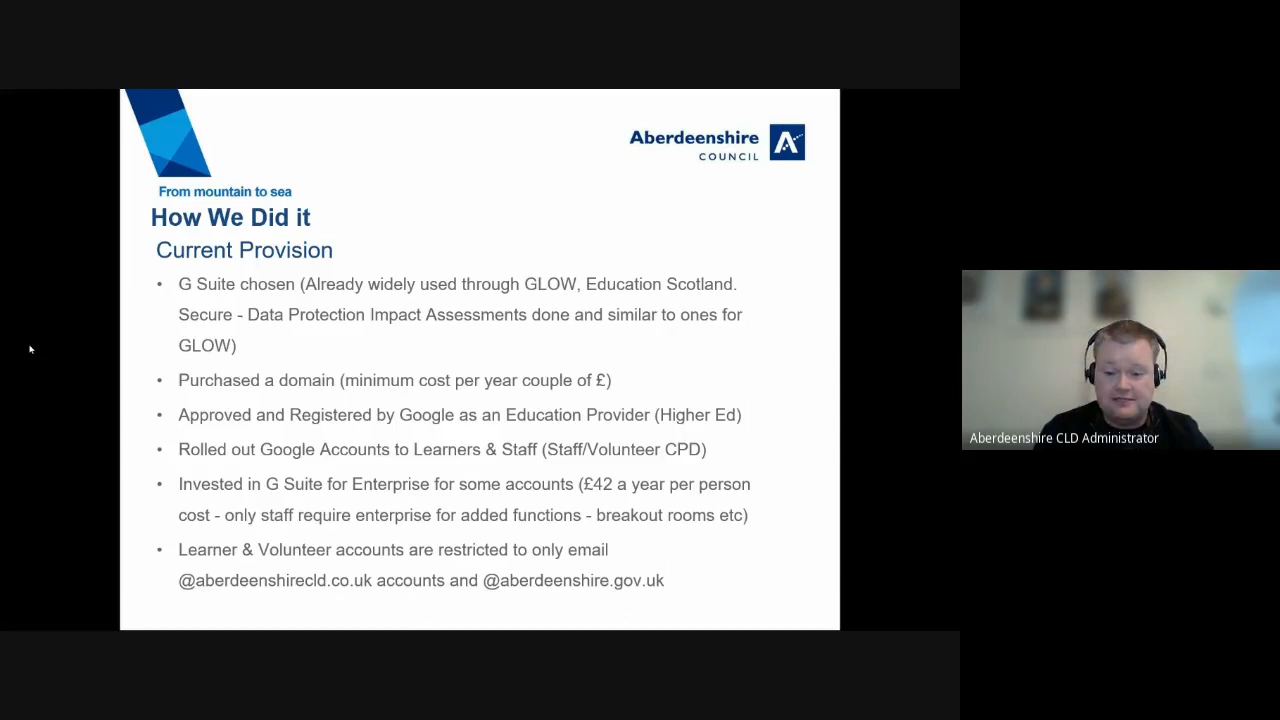 Aberdeenshire
COUNCIL
From mountain to sea
How We Did it
Current Provision
• G Suite chosen (Already widely used through GLOW, Education Scotland.
Secure - Data Protection Impact Assessments done and similar to ones for
GLOW)
• Purchased a domain (minimum cost per year couple of £)
• Approved and Registered by Google as an Education Provider (Higher Ed)
• Rolled out Google Accounts to Learners & Staff (Staff/Volunteer CPD)
• Invested in G Suite for Enterprise for some accounts (£42 a year per person
cost - only staff require enterprise for added functions - breakout rooms etc)
• Learner & Volunteer accounts are restricted to only email
@aberdeenshirecld.co.uk accounts and @aberdeenshire.gov.uk
Aberdeenshire CLD Administrator